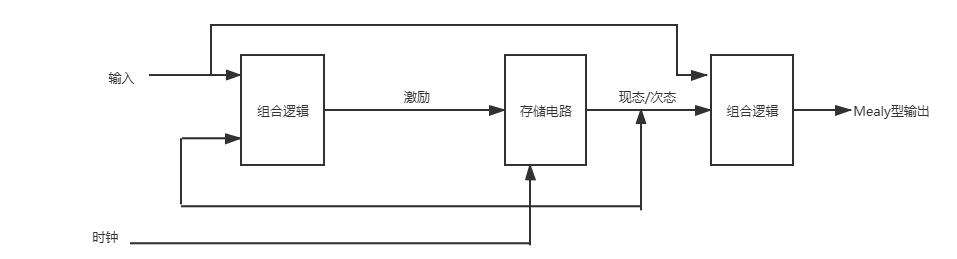 输入
组合逻辑
激励
存储电路
现态/次态
组合逻辑
Mealy型输出
时钟